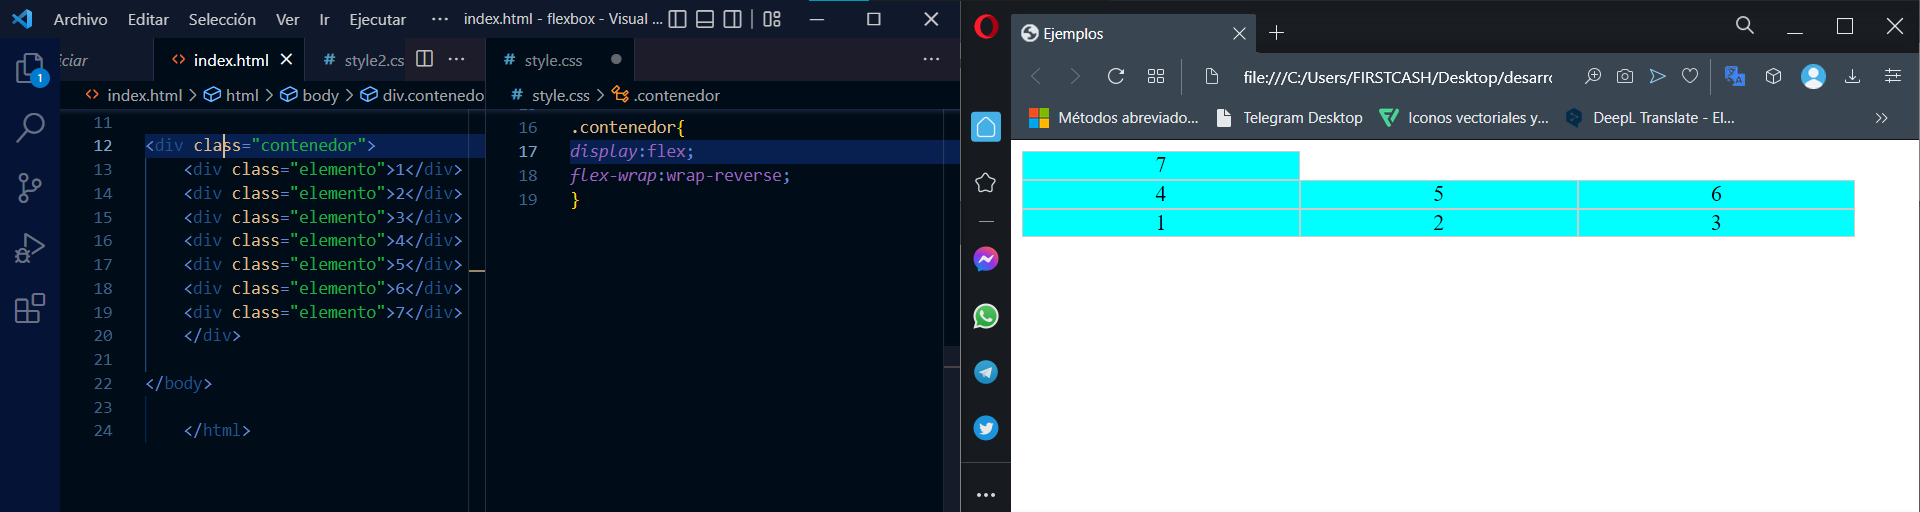 Archivo Editar Selección Ver Ir Ejecutar ··· index.html - flexbox - Visual ...
iciar index.html style2.cs ···
index.html > html > body > div.contenedo
11
12 <div class="contenedor">
13 <div class="elemento">1</div>
14 <div class="elemento">2</div>
15 <div class="elemento">3</div>
16 <div class="elemento">4</div>
17 <div class="elemento">5</div>
18 <div class="elemento">6</div>
19 <div class="elemento">7</div>
20 </div>
21
22 </body>
23
24 </html>
1
style.css ···
style.css > .contenedor
16 .contenedor{
17 display:flex;
18 flex-wrap:wrap-reverse;
19 }
Ejemplos
file:///C:/Users/FIRSTCASH/Desktop/desarro
Métodos abreviado... Telegram Desktop Iconos vectoriales y... DeepL Translate - El... »
7
4 5 6
1 2 3